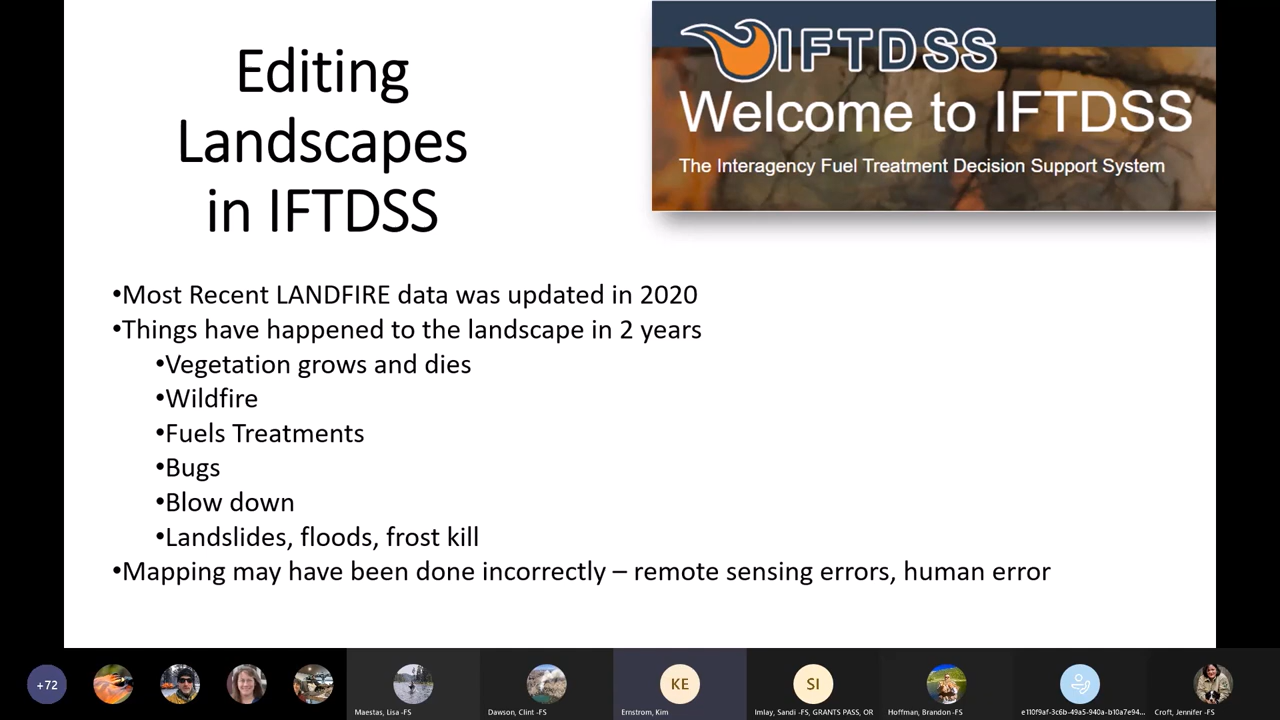 Editing
Landscapes
in IFTDSS
IFTDSS
Welcome to IFTDSS
The Interagency Fuel Treatment Decision Support System
•Most Recent LANDFIRE data was updated in 2020
•Things have happened to the landscape in 2 years
•Vegetation grows and dies
•Wildfire
•Fuels Treatments
•Bugs
•Blow down
•Landslides, floods, frost kill
•Mapping may have been done incorrectly – remote sensing errors, human error
+72
KE
SI
Maestas, Lisa -FS
Dawson, Clint -FS
Ernstrom, Kim
Imlay, Sandi -FS, GRANTS PASS, OR
Hoffman, Brandon -FS
e110f9af-3c6b-49a5-940a-b10a7e94...
Croft, Jennifer -FS